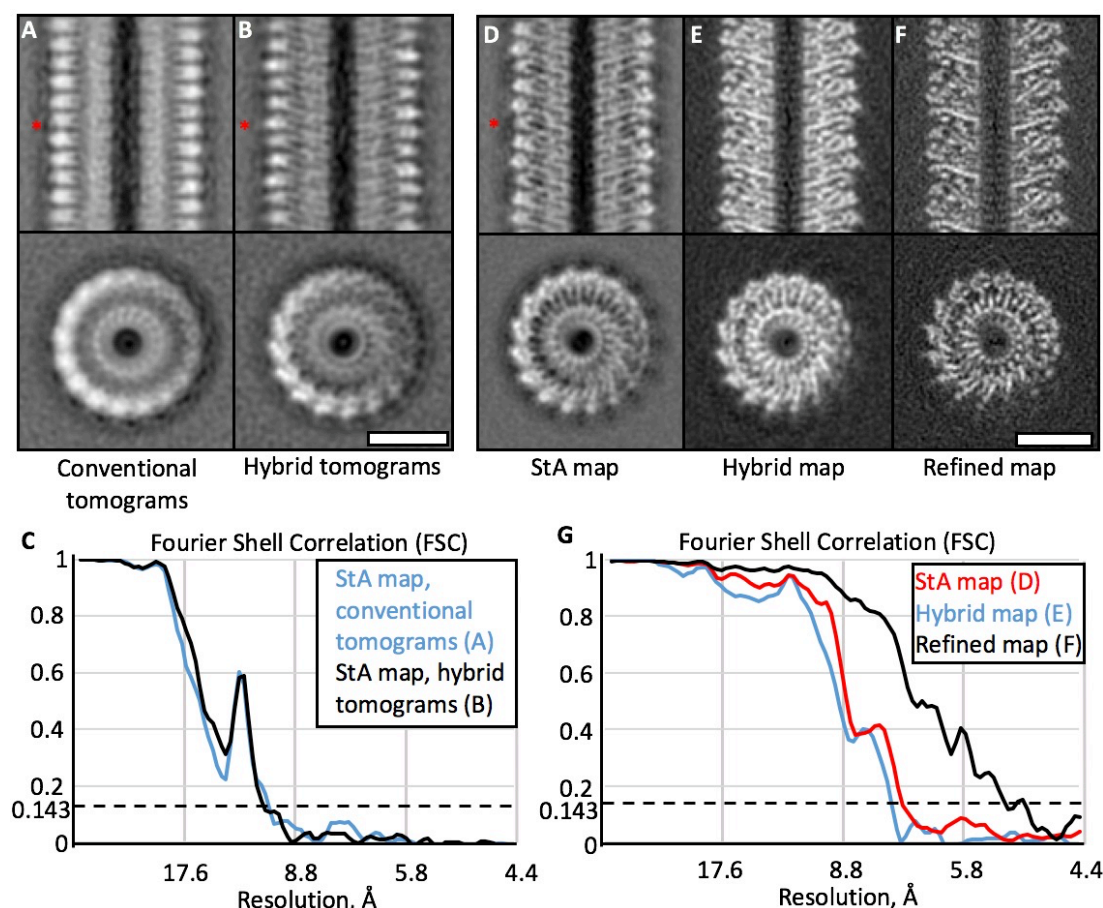 A
B
D
E
F
*
*
*
Conventional
tomograms
Hybrid tomograms
StA map
Hybrid map
Refined map
C
Fourier Shell Correlation (FSC)
1
0.8
0.6
0.4
0.2
0.143
0
StA map,
conventional
tomograms (A)
StA map, hybrid
tomograms (B)
17.6
8.8
5.8
4.4
Resolution, Å
G
Fourier Shell Correlation (FSC)
1
0.8
0.6
0.4
0.2
0.143
0
StA map (D)
Hybrid map (E)
Refined map (F)
17.6
8.8
5.8
4.4
Resolution, Å